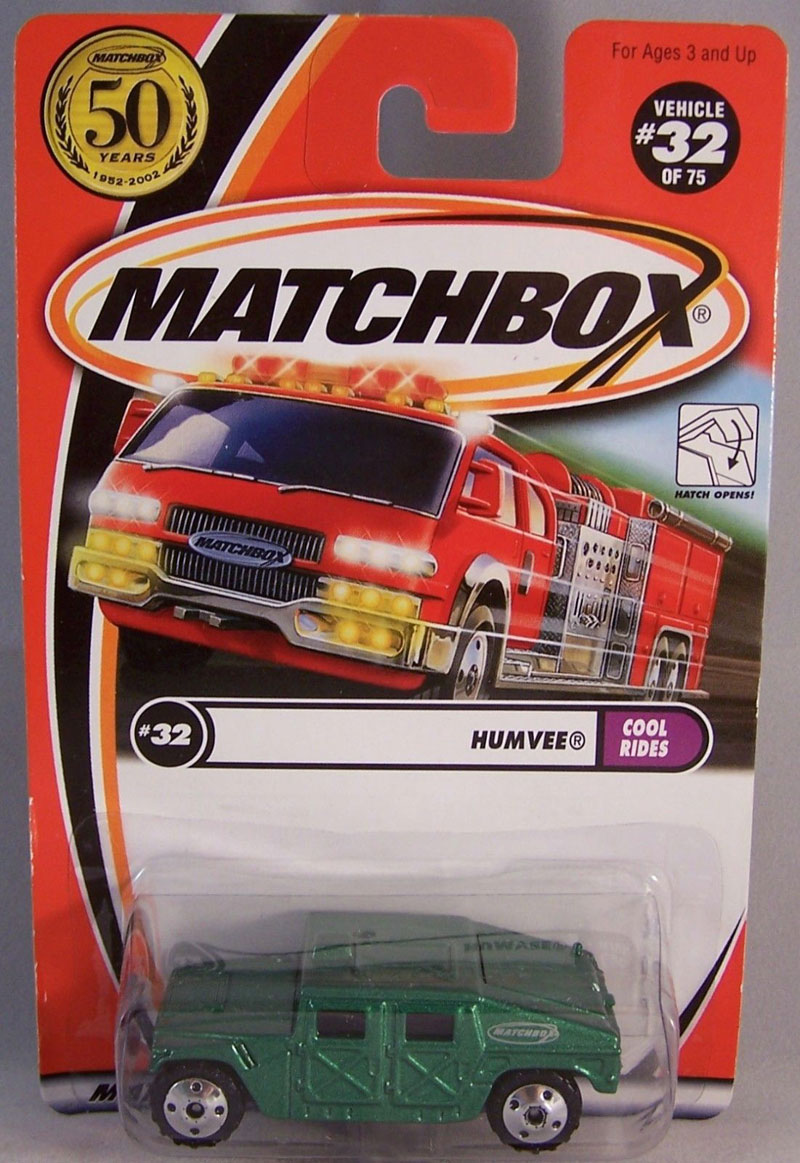 MATCHBOX
50
YEARS
1952-2002
For Ages 3 and Up
VEHICLE
#32
OF 75
MATCHBOX®
HATCH OPENS!
MATCHBOX
#32
HUMVEE®
COOL
RIDES
MATCHBOX